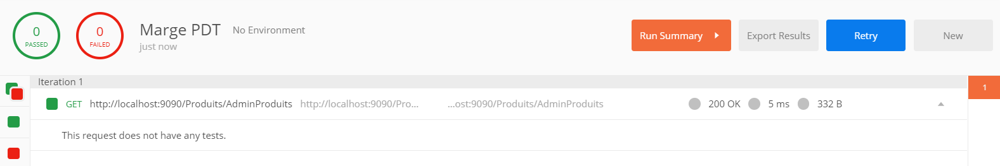 0
PASSED
0
FAILED
Marge PDT No Environment
just now
Run Summary
Export Results
Retry
New
Iteration 1
1
GET http://localhost:9090/Produits/AdminProduits http://localhost:9090/Pro... ...ost:9090/Produits/AdminProduits 200 OK 5 ms 332 B
This request does not have any tests.